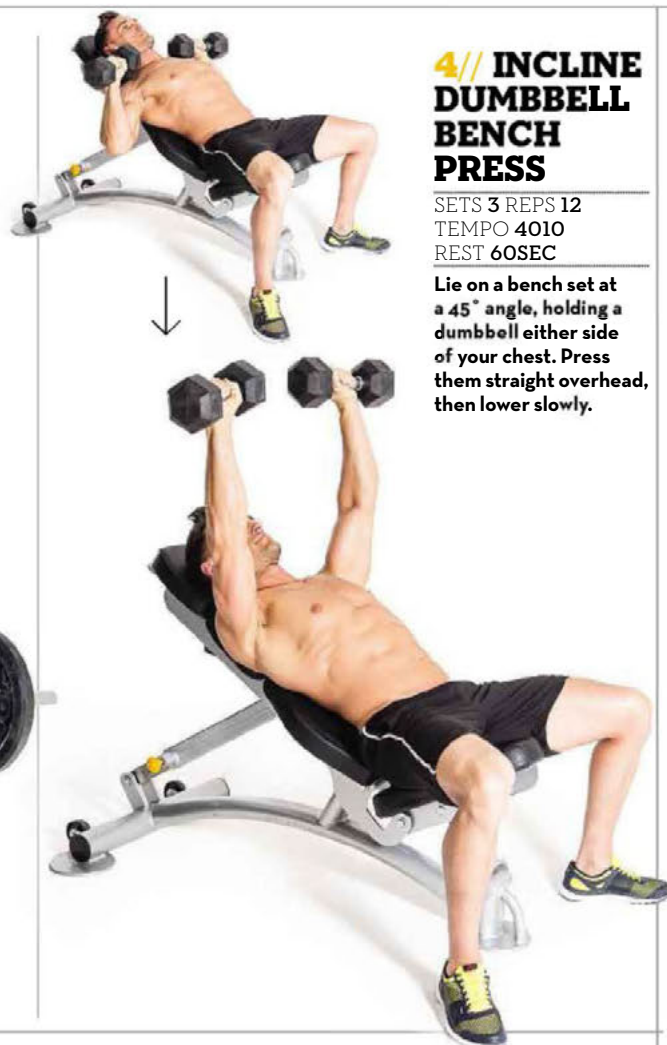 4// INCLINE
DUMBBELL
BENCH
PRESS
SETS 3 REPS 12
TEMPO 4010
REST 60SEC
Lie on a bench set at
a 45° angle, holding a
dumbbell either side
of your chest. Press
them straight overhead,
then lower slowly.